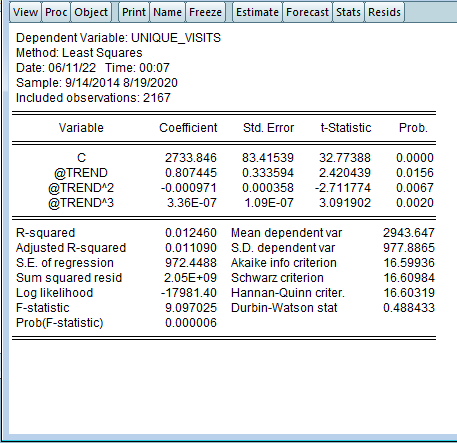 View Proc Object Print Name Freeze Estimate Forecast Stats Resids
Dependent Variable: UNIQUE_VISITS
Method: Least Squares
Date: 06/11/22 Time: 00:07
Sample: 9/14/2014 8/19/2020
Included observations: 2167
Variable Coefficient Std. Error t-Statistic Prob.
C 2733.846 83.41539 32.77388 0.0000
@TREND 0.807445 0.333594 2.420439 0.0156
@TREND^2 -0.000971 0.000358 -2.711774 0.0067
@TREND^3 3.36E-07 1.09E-07 3.091902 0.0020
R-squared 0.012460 Mean dependent var 2943.647
Adjusted R-squared 0.011090 S.D. dependent var 977.8865
S.E. of regression 972.4488 Akaike info criterion 16.59936
Sum squared resid 2.05E+09 Schwarz criterion 16.60984
Log likelihood -17981.40 Hannan-Quinn criter. 16.60319
F-statistic 9.097025 Durbin-Watson stat 0.488433
Prob(F-statistic) 0.000006